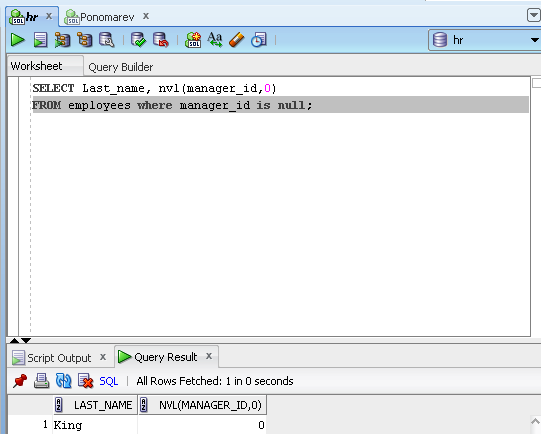 hr x Ponomarev x
hr
Worksheet Query Builder
SELECT Last_name, nvl(manager_id,0)
FROM employees where manager_id is null;
Script Output x Query Result x
SQL | All Rows Fetched: 1 in 0 seconds
LAST_NAME NVL(MANAGER_ID,0)
1 King 0